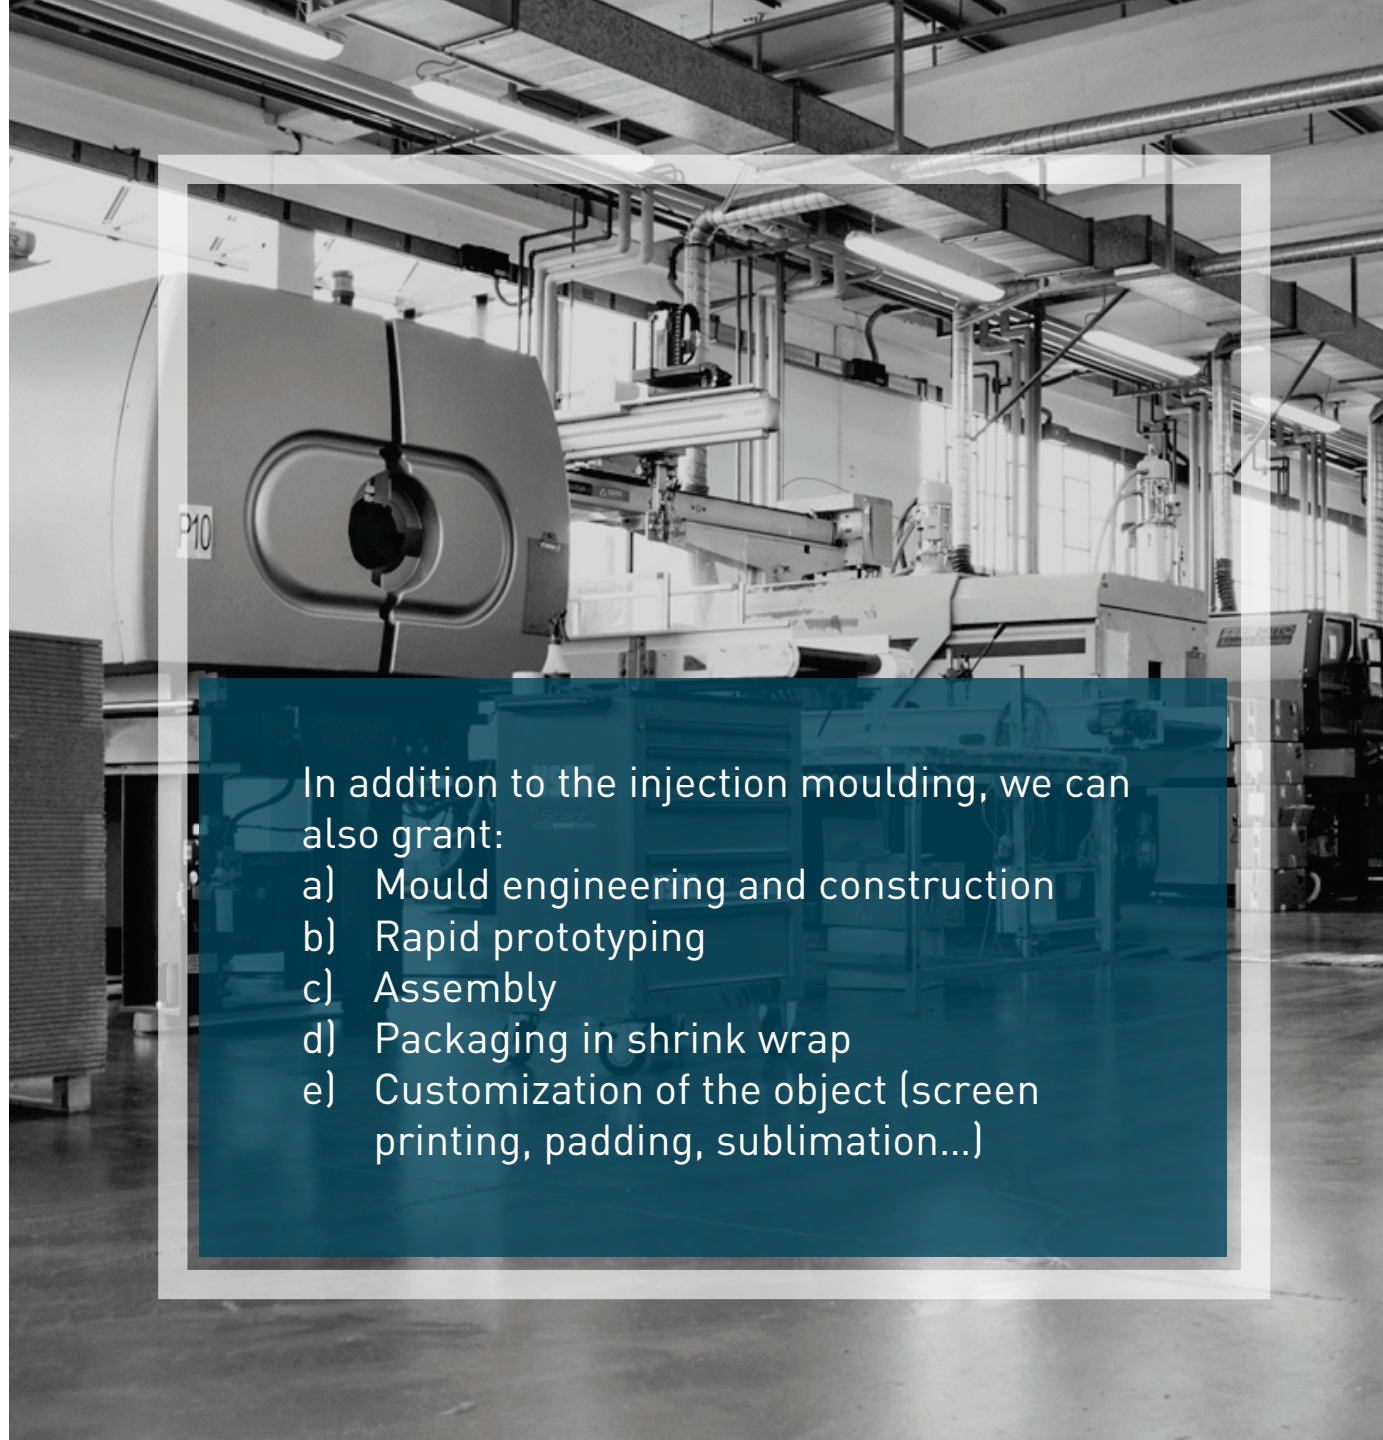 P10
In addition to the injection moulding, we can
also grant:
a) Mould engineering and construction
b) Rapid prototyping
c) Assembly
d) Packaging in shrink wrap
e) Customization of the object (screen
printing, padding, sublimation...)